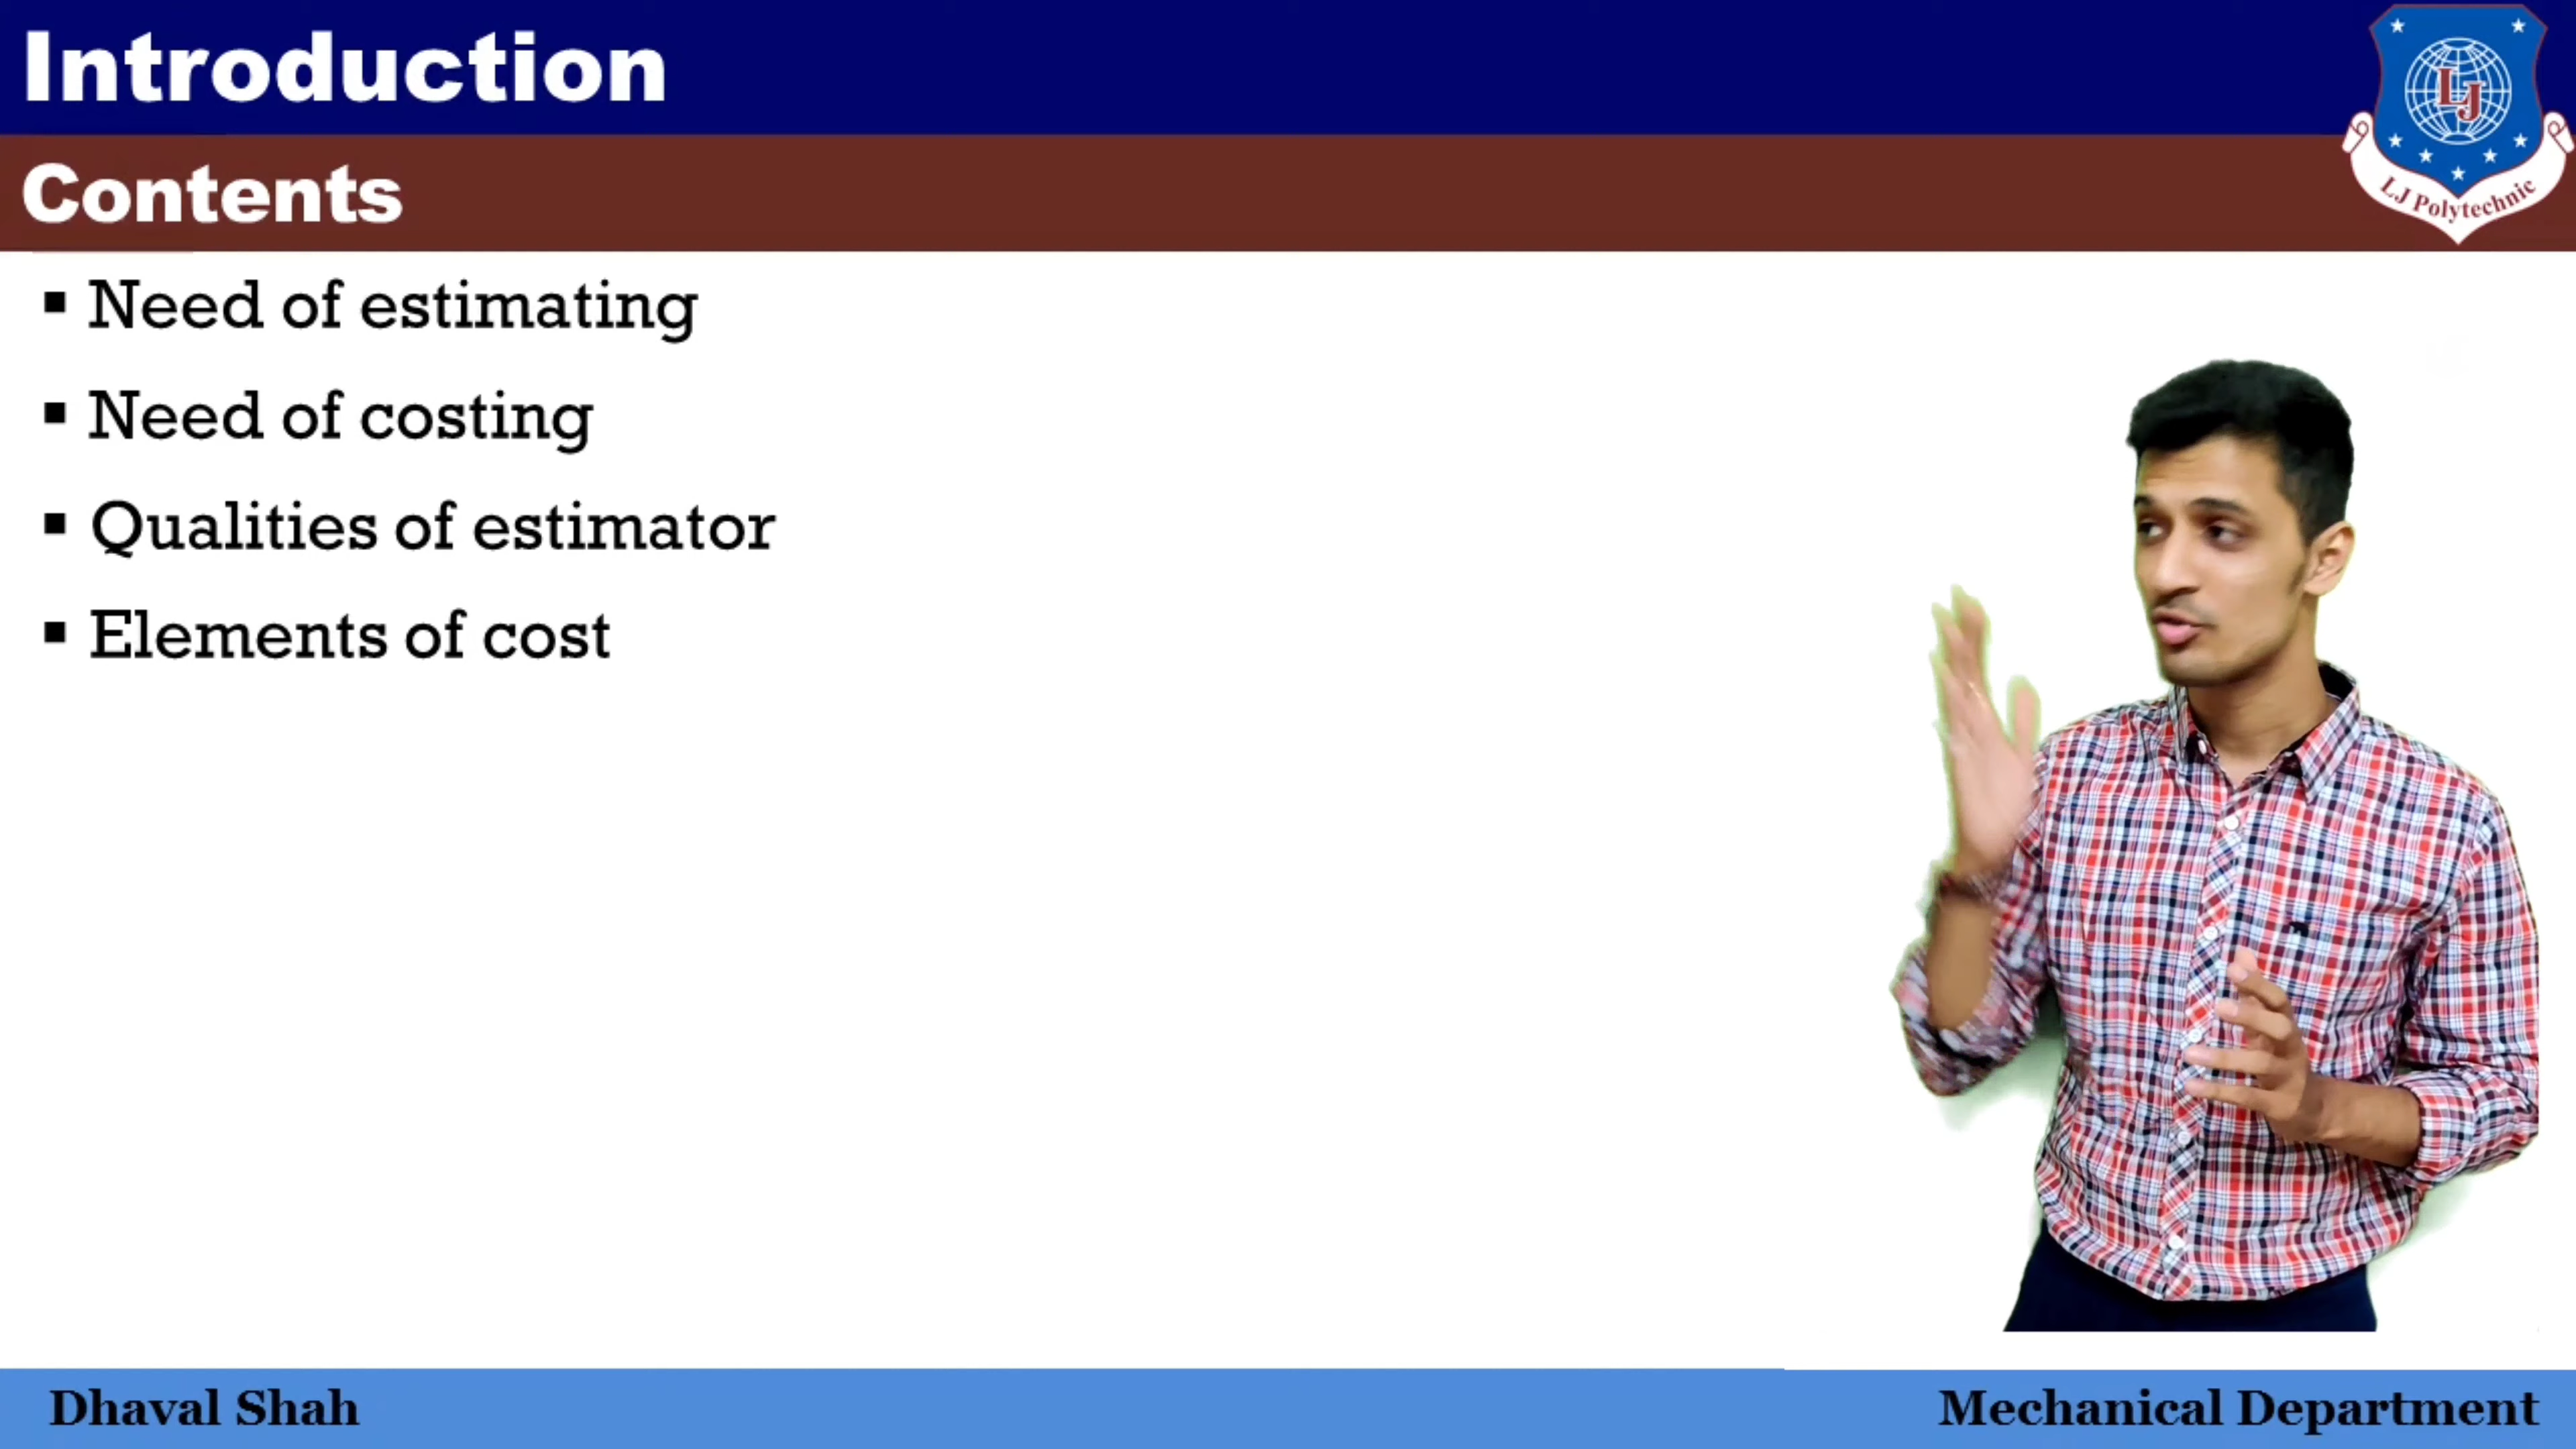 Introduction
LJ
LJ Polytechnic
Contents
▪ Need of estimating
▪ Need of costing
▪ Qualities of estimator
▪ Elements of cost
Dhaval Shah
Mechanical Department